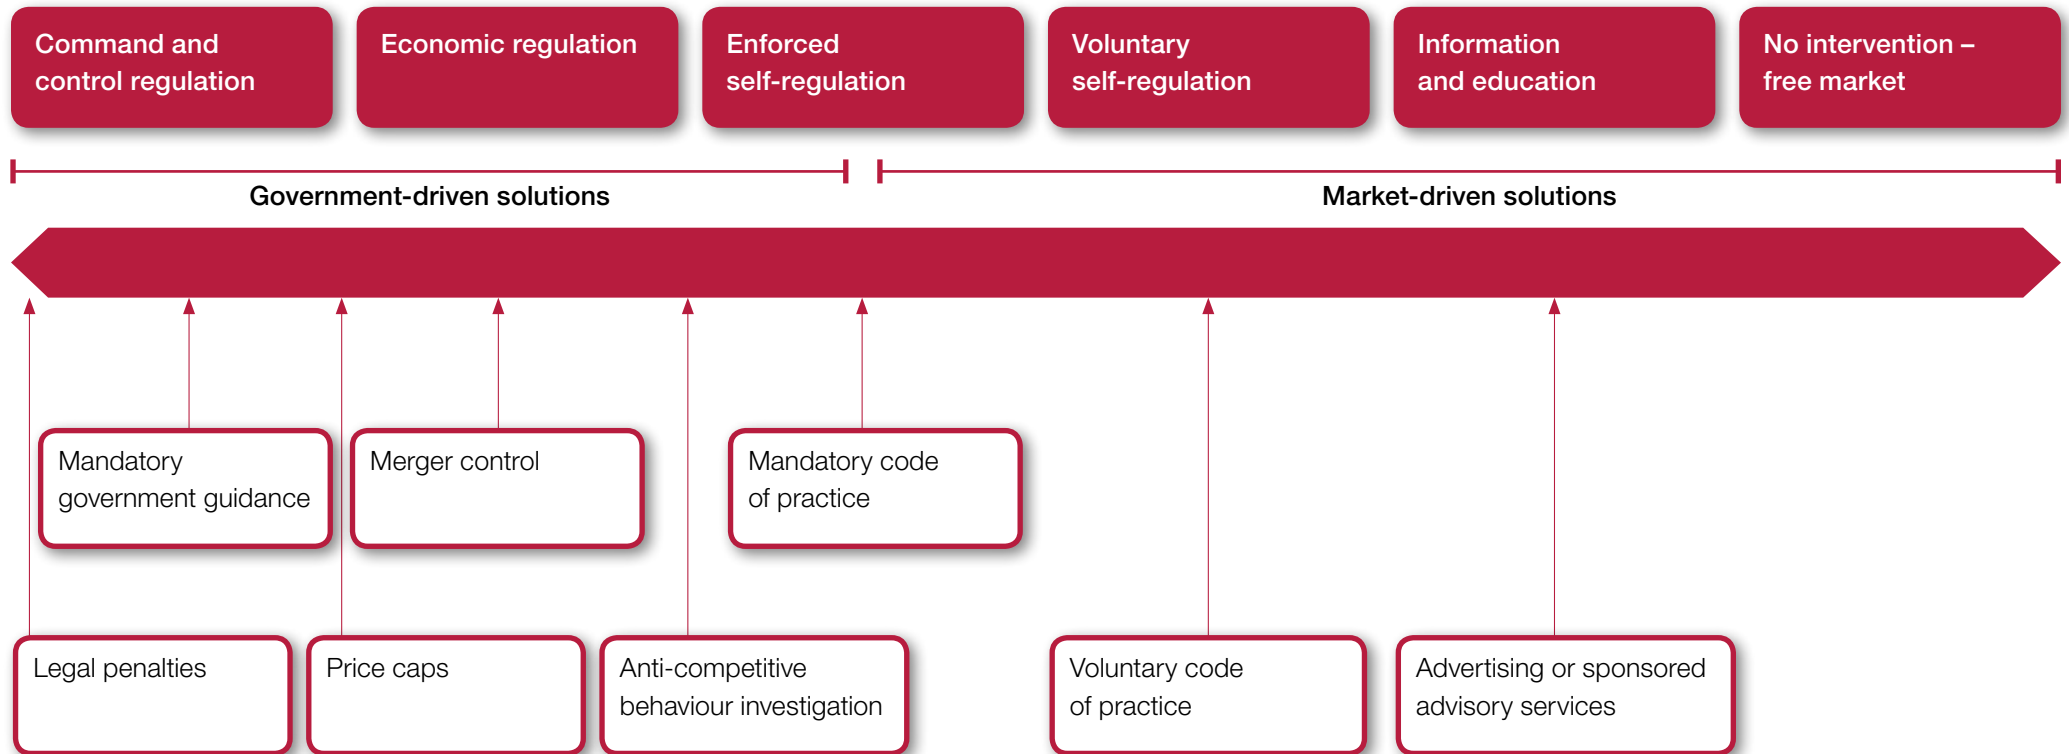 Command and
control regulation
Economic regulation
Enforced
self-regulation
Voluntary
self-regulation
Information
and education
No intervention –
free market
Government-driven solutions
Market-driven solutions
Mandatory
government guidance
Merger control
Mandatory code
of practice
Legal penalties
Price caps
Anti-competitive
behaviour investigation
Voluntary code
of practice
Advertising or sponsored
advisory services